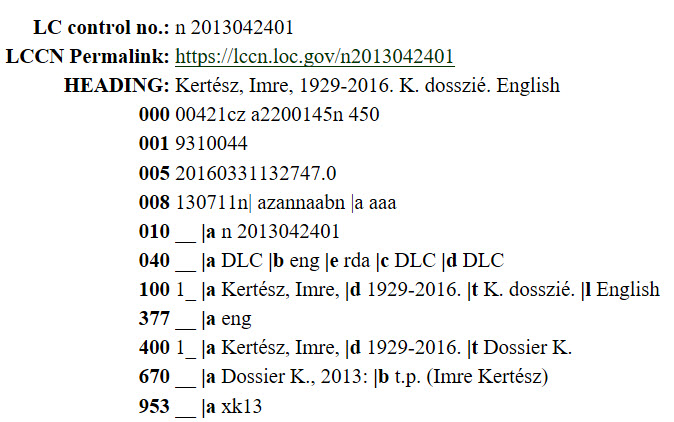 LC control no.: n 2013042401
LCCN Permalink: https://lccn.loc.gov/n2013042401
HEADING: Kertész, Imre, 1929-2016. K. dosszié. English
000 00421cz a2200145n 450
001 9310044
005 20160331132747.0
008 130711n| azannaabn |a aaa
010 __ |a n 2013042401
040 __ |a DLC |b eng |e rda |c DLC |d DLC
100 1_ |a Kertész, Imre, |d 1929-2016. |t K. dosszié. |l English
377 __ |a eng
400 1_ |a Kertész, Imre, |d 1929-2016. |t Dossier K.
670 __ |a Dossier K., 2013: |b t.p. (Imre Kertész)
953 __ |a xk13